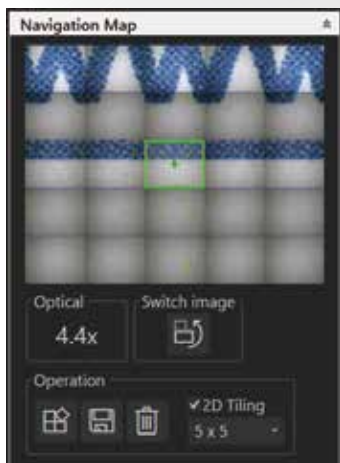 Navigation Map
Optical
4.4x
Switch image
Operation
2D Tiling
5 x 5